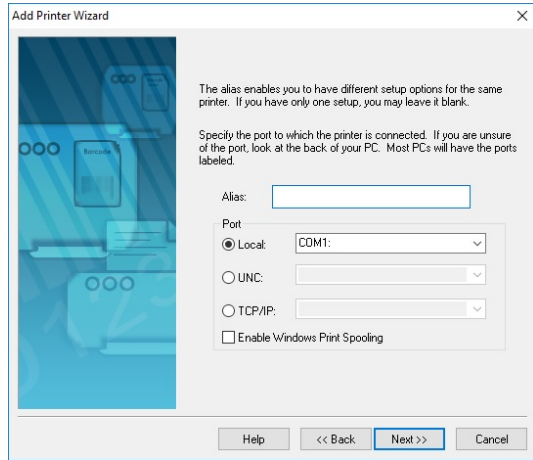 Add Printer Wizard
The alias enables you to have different setup options for the same
printer. If you have only one setup, you may leave it blank.
Specify the port to which the printer is connected. If you are unsure
of the port, look at the back of your PC. Most PCs will have the ports
labeled.
Alias:
Port
Local:
COM1:
UNC:
TCP/IP:
Enable Windows Print Spooling
Barcode
Help
<< Back
Next >>
Cancel